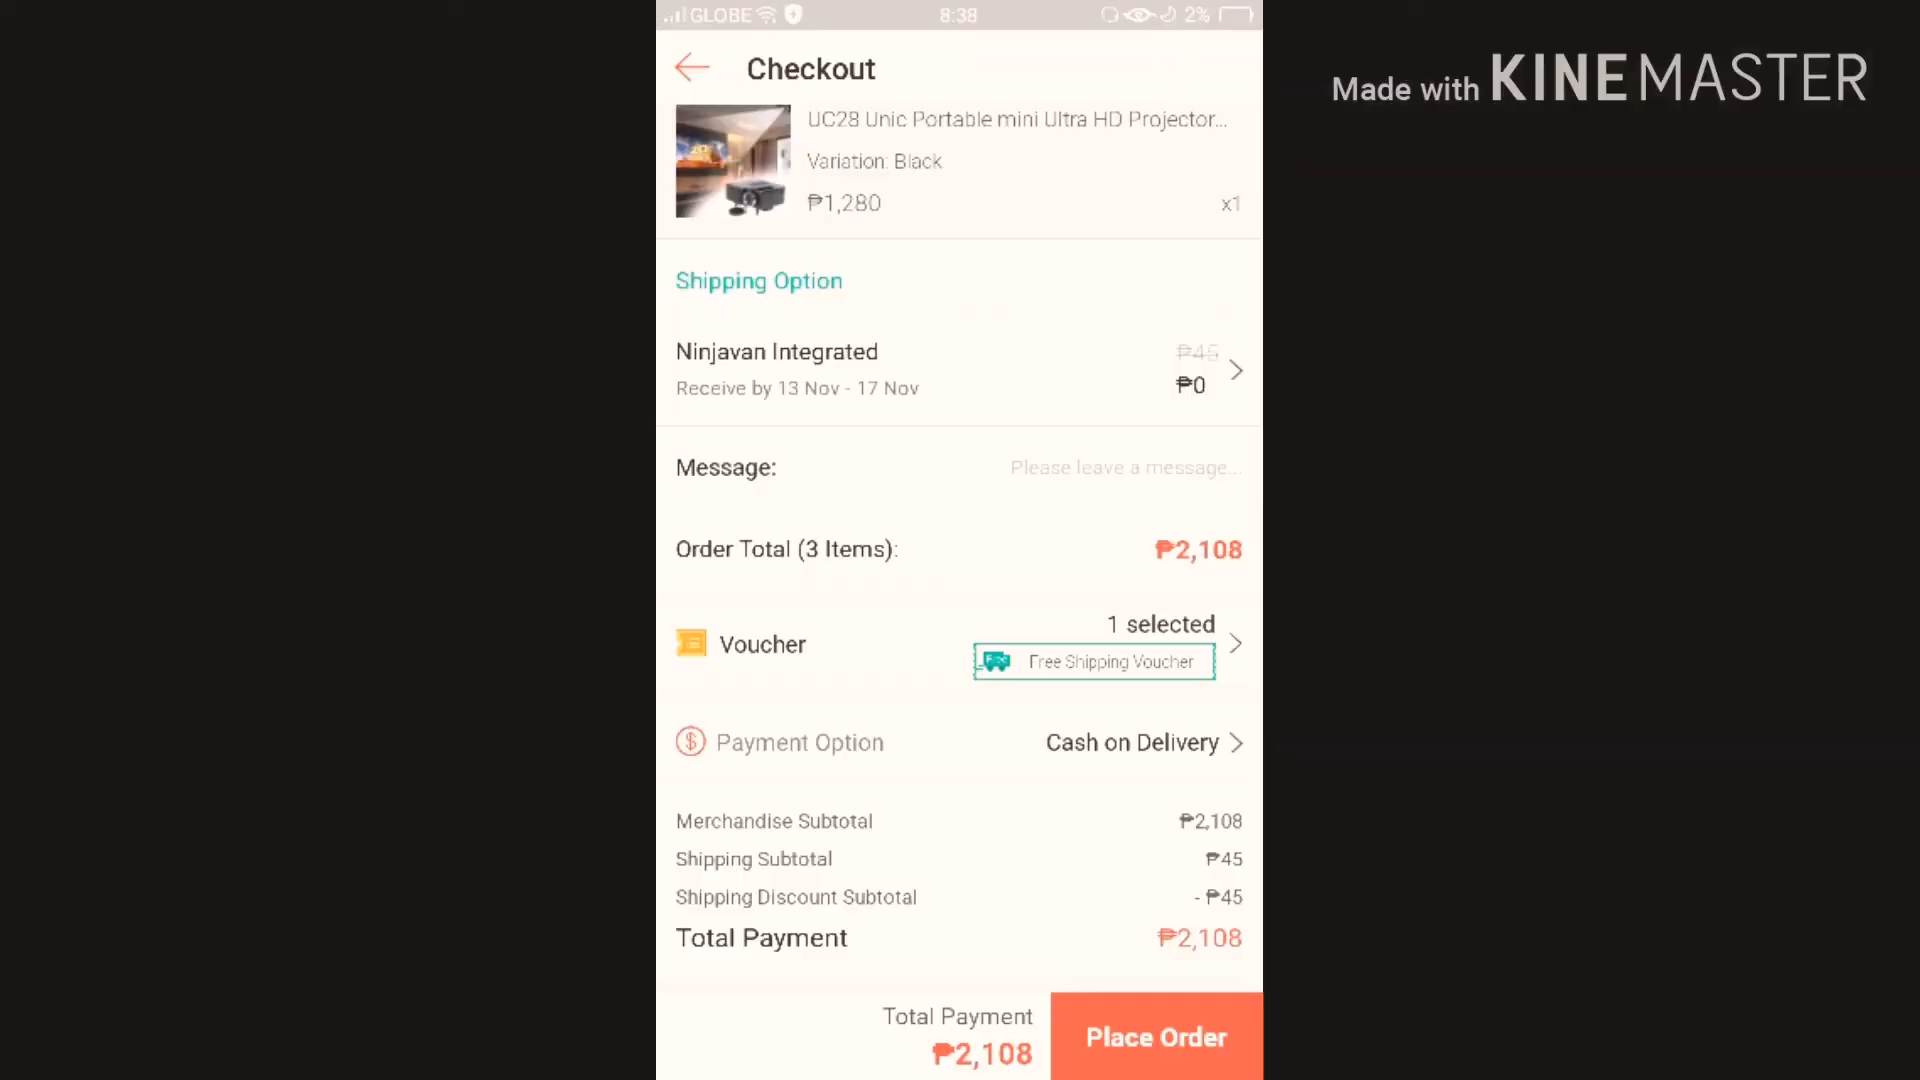 GLOBE 8:38 2%
Made with KINEMASTER
Checkout
UC28 Unic Portable mini Ultra HD Projector...
Variation: Black
₱1,280 x1
Shipping Option
Ninjavan Integrated ₱45
Receive by 13 Nov - 17 Nov ₱0
Message: Please leave a message...
Order Total (3 Items): ₱2,108
1 selected
Voucher
Free Shipping Voucher
Payment Option Cash on Delivery
Merchandise Subtotal ₱2,108
Shipping Subtotal ₱45
Shipping Discount Subtotal - ₱45
Total Payment ₱2,108
Total Payment
₱2,108
Place Order